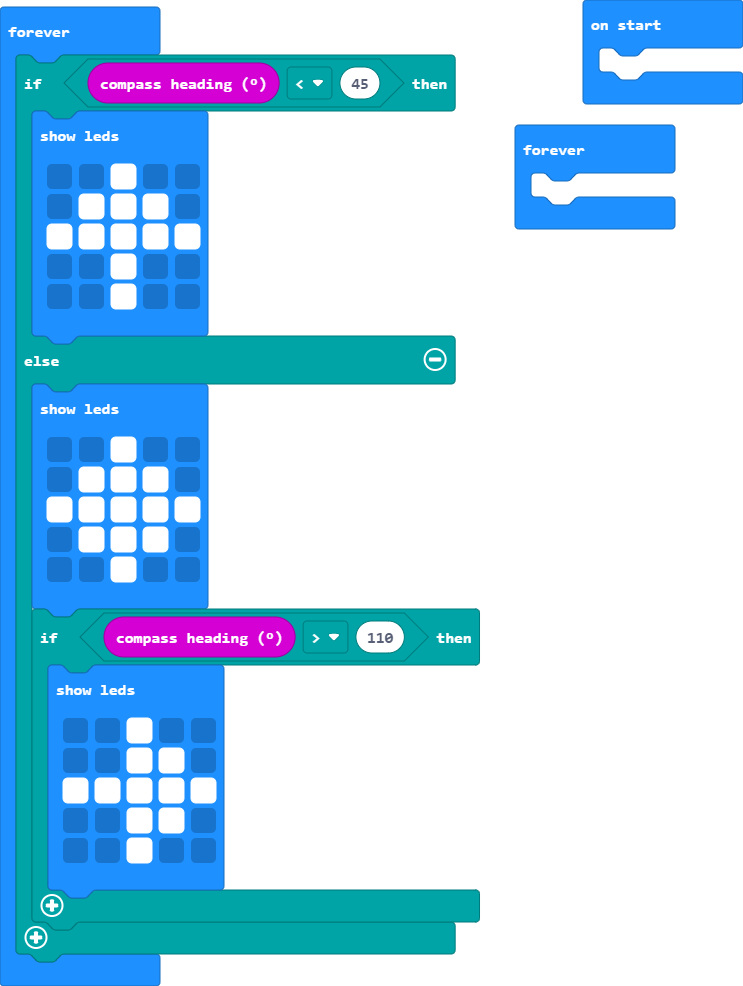 forever
if compass heading (º) < 45 then
show leds
else
show leds
if compass heading (º) > 110 then
show leds
on start
forever